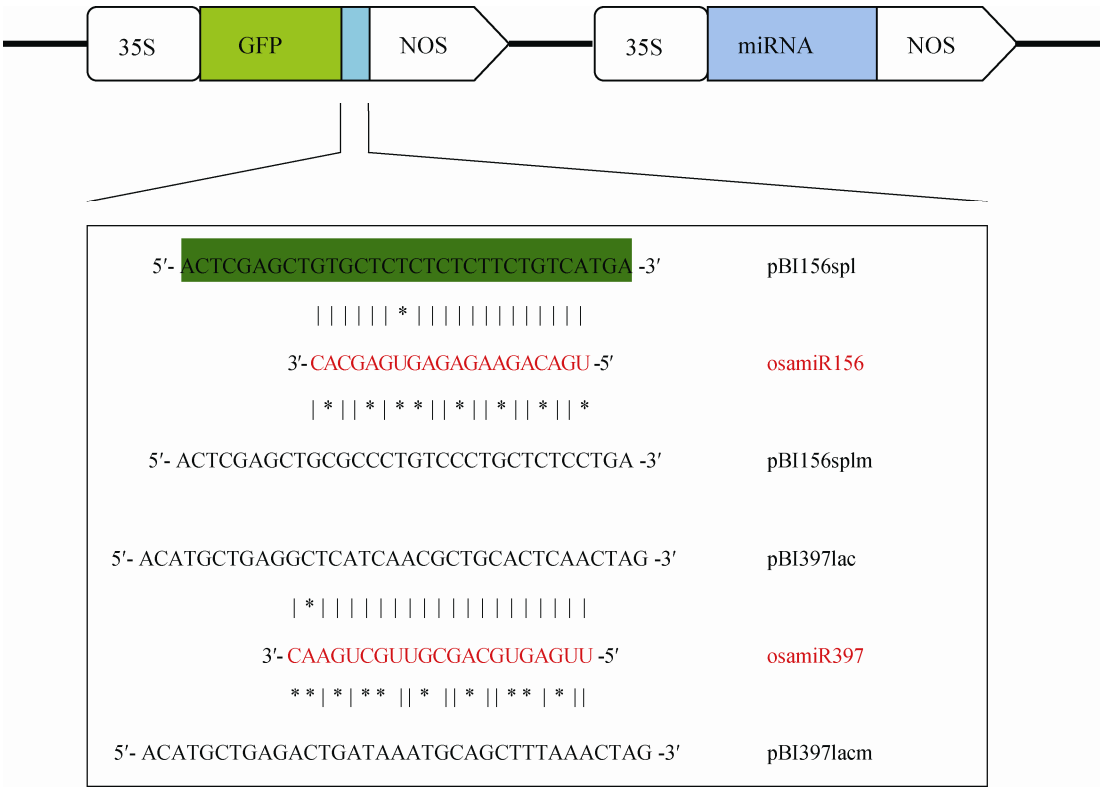 35S GFP NOS 35S miRNA NOS
5′- ACTCGAGCTGTGCTCTCTCTCTTCTGTCATGA -3′ pBI156spl
| | | | | | * | | | | | | | | | | | |
3′- CACGAGUGAGAGAAGACAGU -5′ osamiR156
| * | | * | * * | | * | | * | | * | | *
5′- ACTCGAGCTGCGCCCTGTCCCTGCTCTCCTGA -3′ pBI156splm
5′- ACATGCTGAGGCTCATCAACGCTGCACTCAACTAG -3′ pBI397lac
| * | | | | | | | | | | | | | | | | | | |
3′- CAAGUCGUUGCGACGUGAGUU -5′ osamiR397
* * | * | * * | | * | | * | | * * | * | |
5′- ACATGCTGAGACTGATAAATGCAGCTTTAAACTAG -3′ pBI397lacm